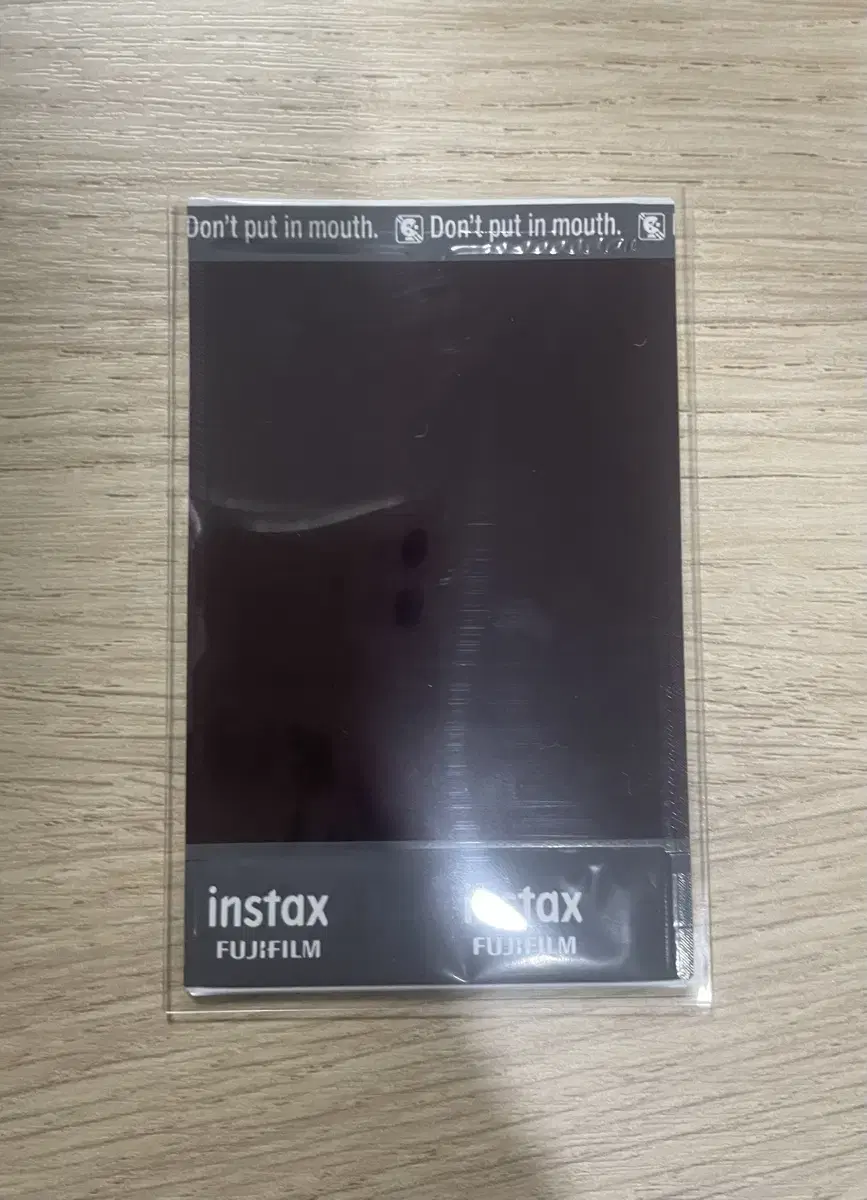 Don't put in mouth. Don't put in mouth.
instax instax
FUJIFILM FUJIFILM